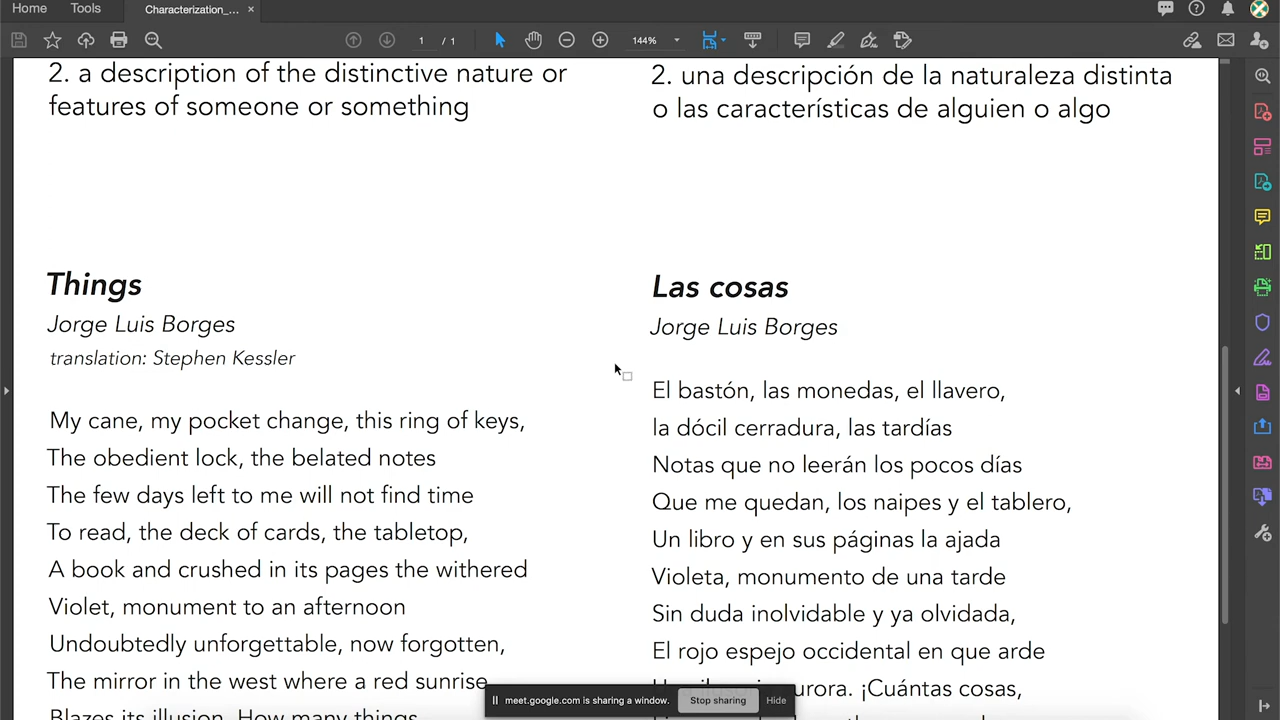 Home
Tools
Characterization_...
×
1 / 1
144%
2. a description of the distinctive nature or
features of someone or something
2. una descripción de la naturaleza distinta
o las características de alguien o algo
Things
Jorge Luis Borges
translation: Stephen Kessler
My cane, my pocket change, this ring of keys,
The obedient lock, the belated notes
The few days left to me will not find time
To read, the deck of cards, the tabletop,
A book and crushed in its pages the withered
Violet, monument to an afternoon
Undoubtedly unforgettable, now forgotten,
The mirror in the west where a red sunrise
Blazes its illusion. How many things
Las cosas
Jorge Luis Borges
El bastón, las monedas, el llavero,
la dócil cerradura, las tardías
Notas que no leerán los pocos días
Que me quedan, los naipes y el tablero,
Un libro y en sus páginas la ajada
Violeta, monumento de una tarde
Sin duda inolvidable y ya olvidada,
El rojo espejo occidental en que arde
aurora. ¡Cuántas cosas,
meet.google.com is sharing a window.
Stop sharing
Hide